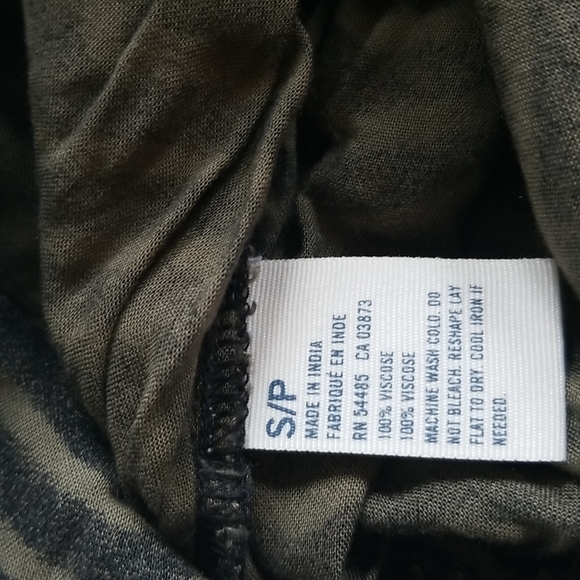 S/P
MADE IN INDIA
FABRIQUÉ EN INDE
RN 54485 CA 03873
100% VISCOSE
100% VISCOSE
MACHINE WASH COLD. DO
NOT BLEACH. RESHAPE LAY
FLAT TO DRY. COOL IRON IF
NEEDED.